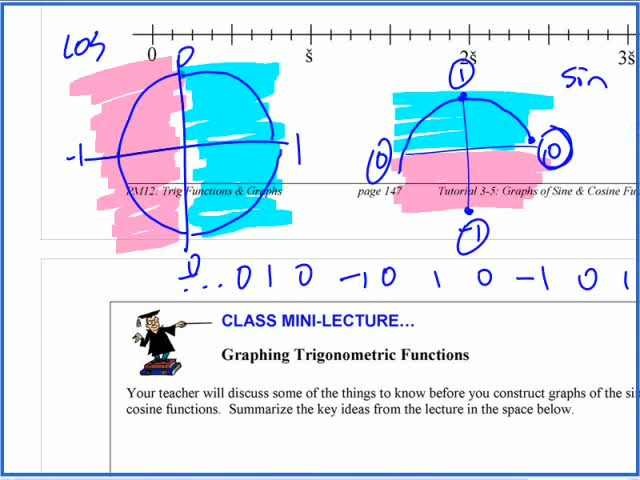 cos
0 š 2š 3š
0
1
sin
-1 1
0 0
PM12: Trig Functions & Graphs page 147 Tutorial 3-5: Graphs of Sine & Cosine Fu
-1
0
... 0 1 0 -1 0 1 0 -1 0 1
CLASS MINI-LECTURE…
Graphing Trigonometric Functions
Your teacher will discuss some of the things to know before you construct graphs of the si
cosine functions. Summarize the key ideas from the lecture in the space below.